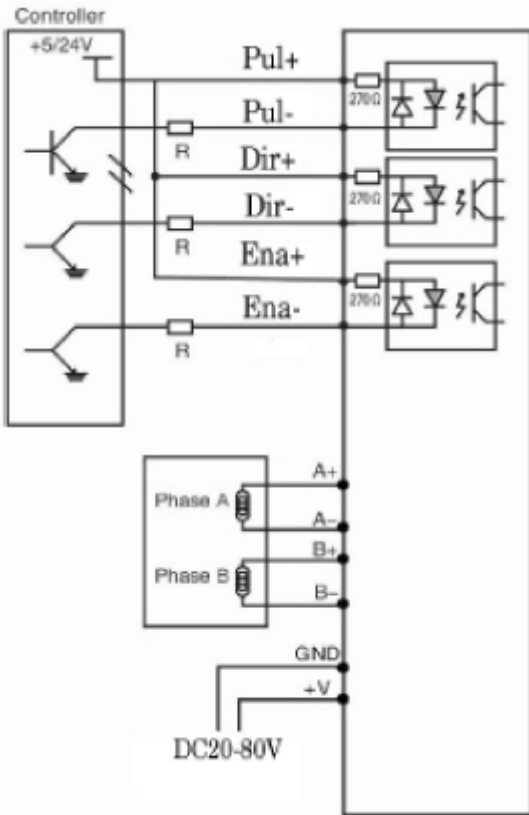 Controller
+5/24V
Pul+
270Ω
Pul-
R
Dir+
270Ω
Dir-
R
Ena+
270Ω
Ena-
R
A+
Phase A
A-
B+
Phase B
B-
GND
+V
DC20-80V